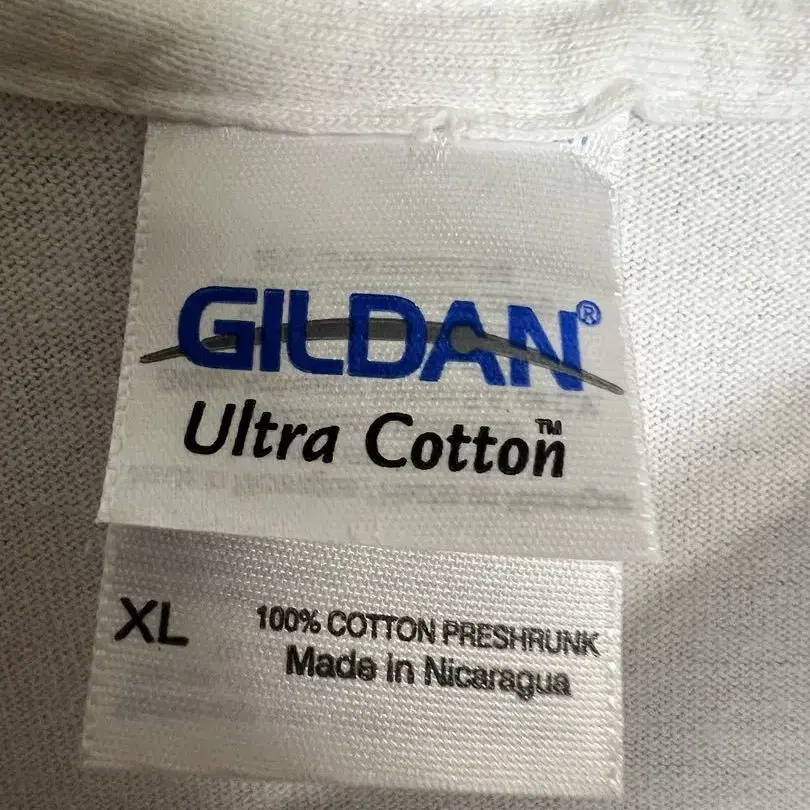 GILDAN®
Ultra Cotton™
XL 100% COTTON PRESHRUNK
Made in Nicaragua